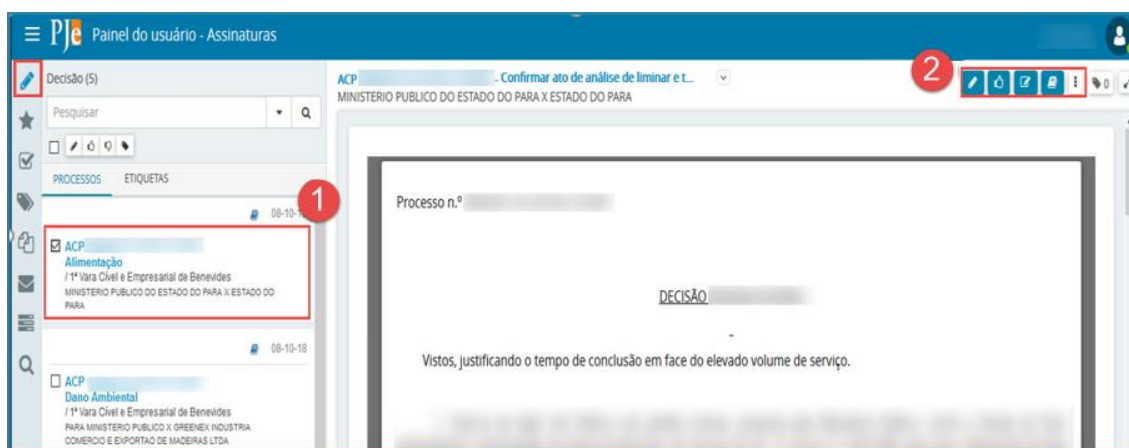 PJe Painel do usuário - Assinaturas
Decisão (5)
Pesquisar
PROCESSOS ETIQUETAS
08-10-1
1
ACP
Alimentação
/ 1ª Vara Cível e Empresarial de Benevides
MINISTERIO PUBLICO DO ESTADO DO PARA X ESTADO DO
PARA
08-10-18
ACP
Dano Ambiental
/ 1ª Vara Cível e Empresarial de Benevides
PARA MINISTERIO PUBLICO X GREENEX INDUSTRIA
COMERCIO E EXPORTAO DE MADEIRAS LTDA
ACP . Confirmar ato de análise de liminar e t...
MINISTERIO PUBLICO DO ESTADO DO PARA X ESTADO DO PARA
2
0
Processo n.º
DECISÃO
-
Vistos, justificando o tempo de conclusão em face do elevado volume de serviço.